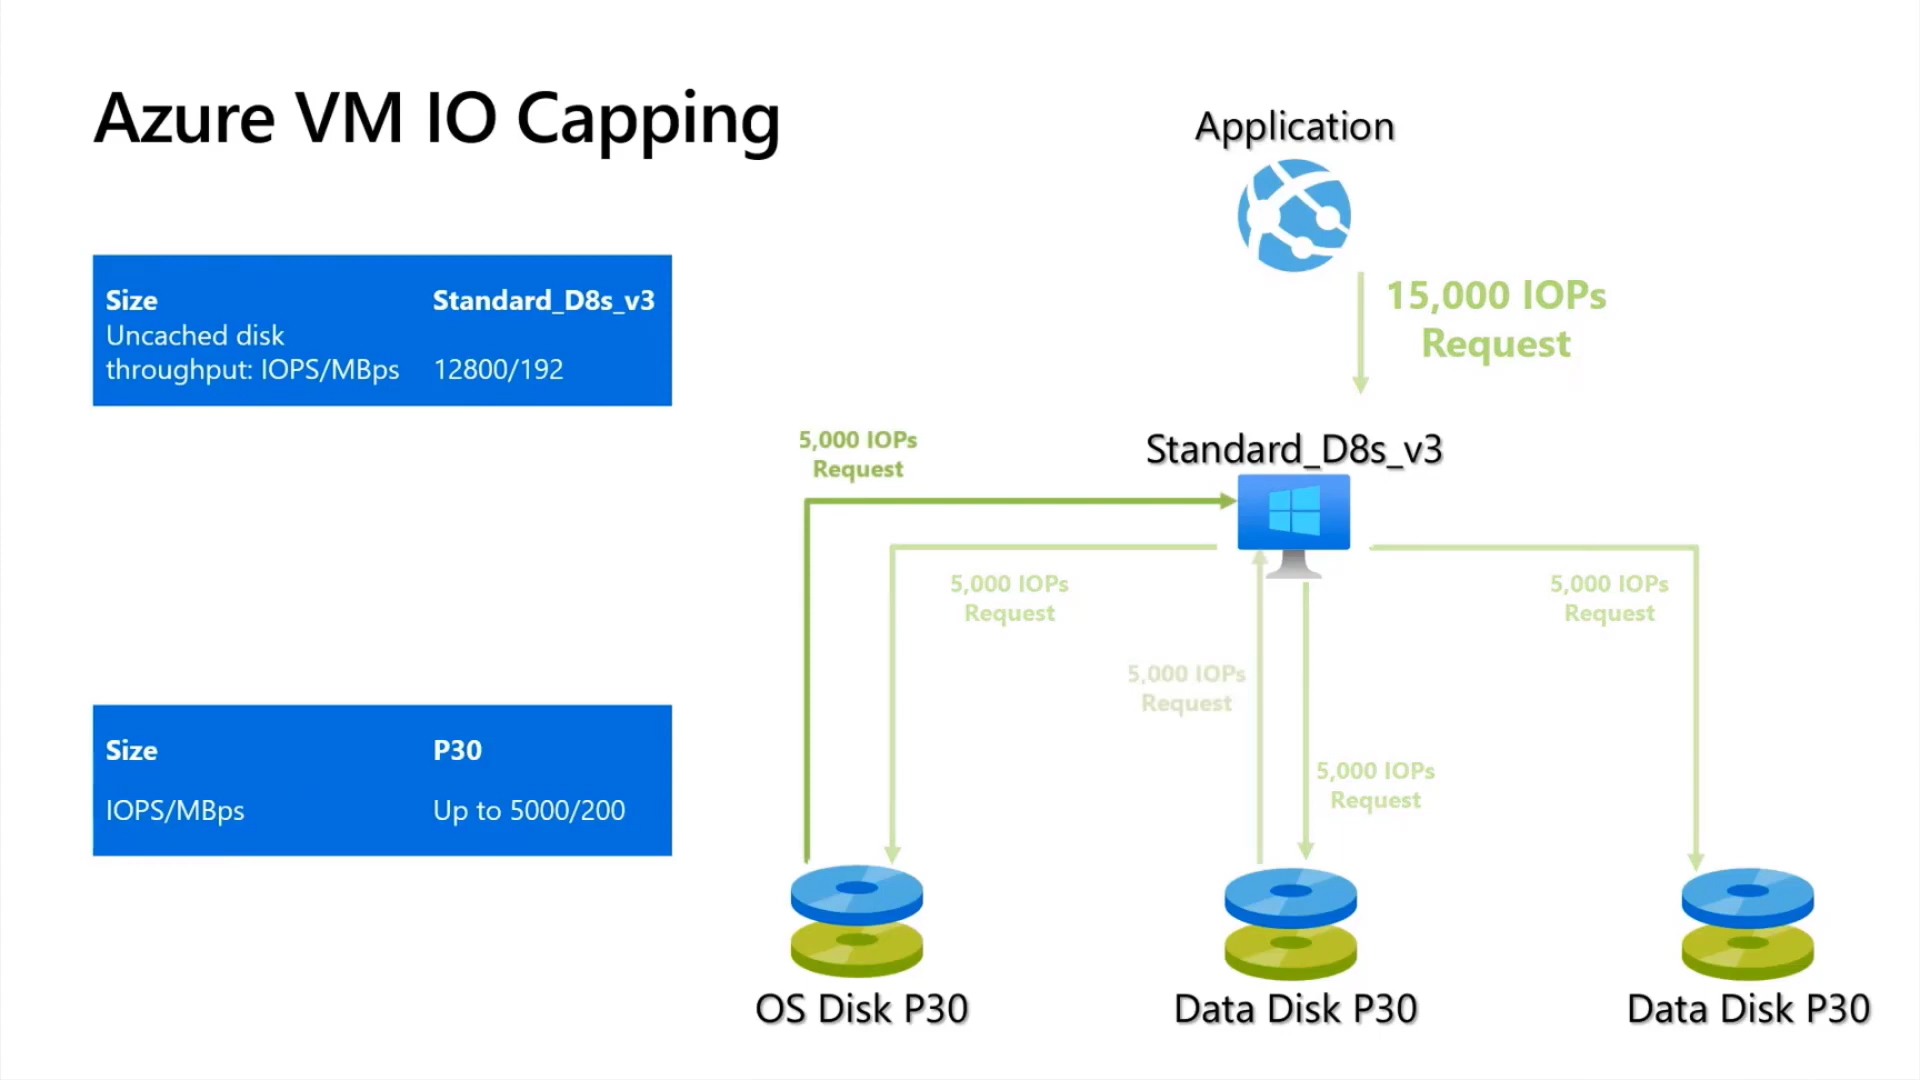 Azure VM IO Capping
Application
15,000 IOPs
Request
Size Standard_D8s_v3
Uncached disk
throughput: IOPS/MBps 12800/192
5,000 IOPs
Request
Standard_D8s_v3
5,000 IOPs
Request
5,000 IOPs
Request
5,000 IOPs
Request
5,000 IOPs
Request
Size P30
IOPS/MBps Up to 5000/200
OS Disk P30
Data Disk P30
Data Disk P30